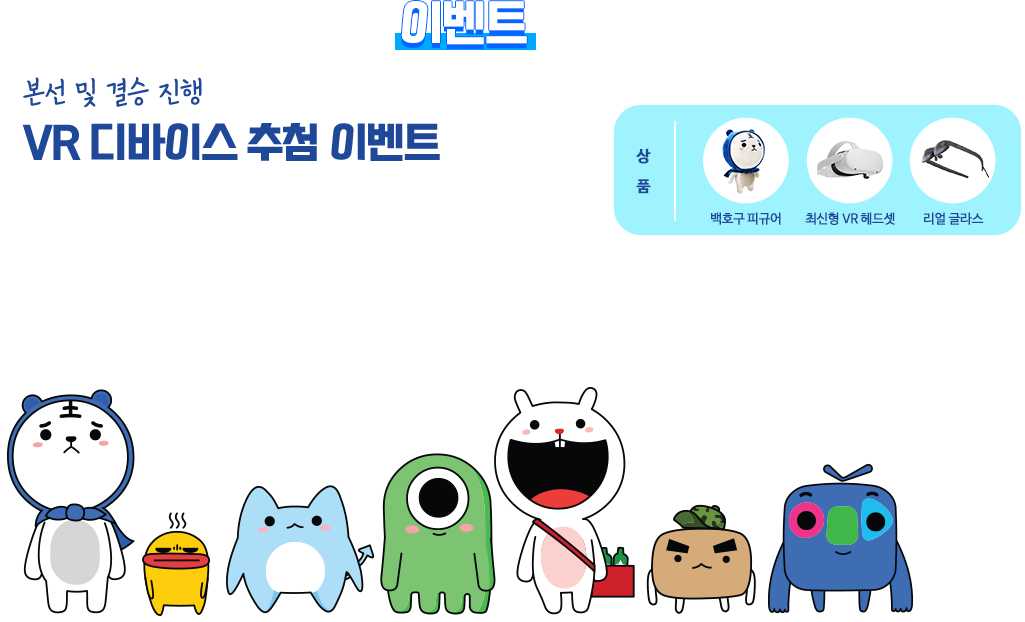 이벤트
본선 및 결승 진행
VR 디바이스 추첨 이벤트
상
품
백호구 피규어
최신형 VR 헤드셋
리얼 글라스